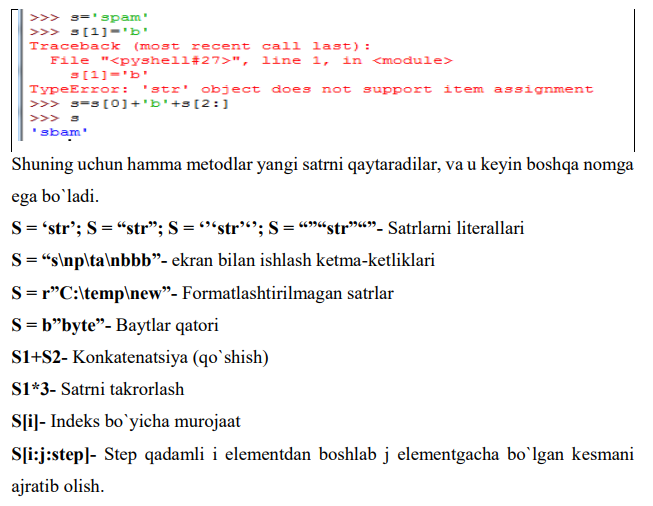 >>> s='spam'
>>> s[1]='b'
Traceback (most recent call last):
  File "<pyshell#27>", line 1, in <module>
    s[1]='b'
TypeError: 'str' object does not support item assignment
>>> s=s[0]+'b'+s[2:]
>>> s
'sbam'
Shuning uchun hamma metodlar yangi satrni qaytaradilar, va u keyin boshqa nomga
ega bo`ladi.
S = ‘str’; S = “str”; S = ‘’‘str’‘’; S = “”“str”“”- Satrlarni literallari
S = “s\np\ta\nbbb”- ekran bilan ishlash ketma-ketliklari
S = r”C:\temp\new”- Formatlashtirilmagan satrlar
S = b”byte”- Baytlar qatori
S1+S2- Konkatenatsiya (qo`shish)
S1*3- Satrni takrorlash
S[i]- Indeks bo`yicha murojaat
S[i:j:step]- Step qadamli i elementdan boshlab j elementgacha bo`lgan kesmani
ajratib olish.